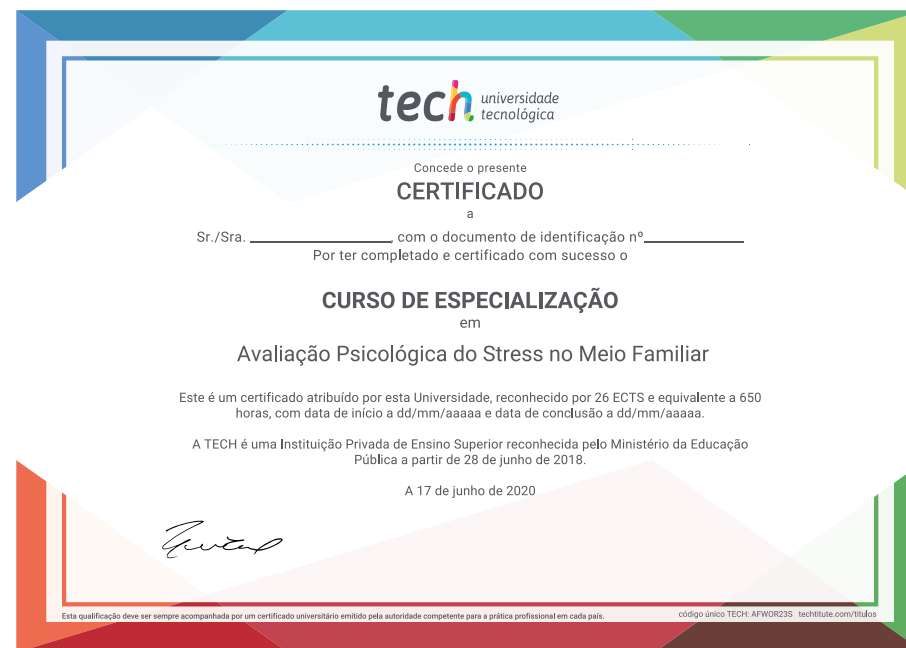 tech universidade
tecnológica
Concede o presente
CERTIFICADO
a
Sr./Sra. ____________________, com o documento de identificação nº______________
Por ter completado e certificado com sucesso o
CURSO DE ESPECIALIZAÇÃO
em
Avaliação Psicológica do Stress no Meio Familiar
Este é um certificado atribuído por esta Universidade, reconhecido por 26 ECTS e equivalente a 650
horas, com data de início a dd/mm/aaaaa e data de conclusão a dd/mm/aaaaa.
A TECH é uma Instituição Privada de Ensino Superior reconhecida pelo Ministério da Educação
Pública a partir de 28 de junho de 2018.
A 17 de junho de 2020
Esta qualificação deve ser sempre acompanhada por um certificado universitário emitido pela autoridade competente para a prática profissional em cada país.
código único TECH: AFWOR23S techtitute.com/titulos